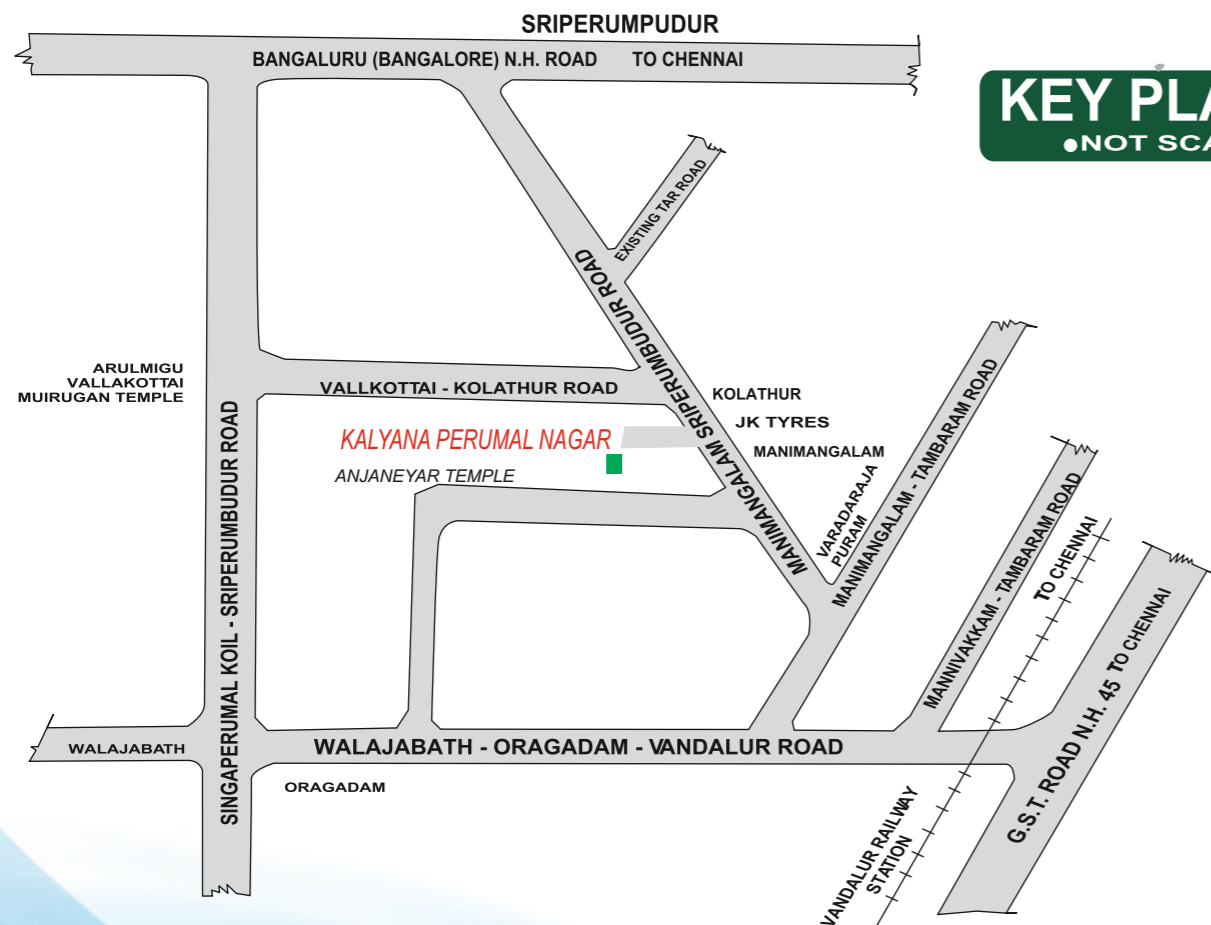 SRIPERUMPUDUR
BANGALURU (BANGALORE) N.H. ROAD TO CHENNAI
KEY PLA
●NOT SCA
EXISTING TAR ROAD
MANIMANGALAM SRIPERUMBUDUR ROAD
ARULMIGU
VALLAKOTTAI
MUIRUGAN TEMPLE
VALLKOTTAI - KOLATHUR ROAD
KOLATHUR
JK TYRES
MANIMANGALAM
KALYANA PERUMAL NAGAR
ANJANEYAR TEMPLE
VARADARAJA
PURAM
MANIMANGALAM - TAMBARAM ROAD
MANNIVAKKAM - TAMBARAM ROAD
TO CHENNAI
G.S.T. ROAD N.H. 45 TO CHENNAI
SINGAPERUMAL KOIL - SRIPERUMBUDUR ROAD
WALAJABATH
WALAJABATH - ORAGADAM - VANDALUR ROAD
ORAGADAM
VANDALUR RAILWAY
STATION